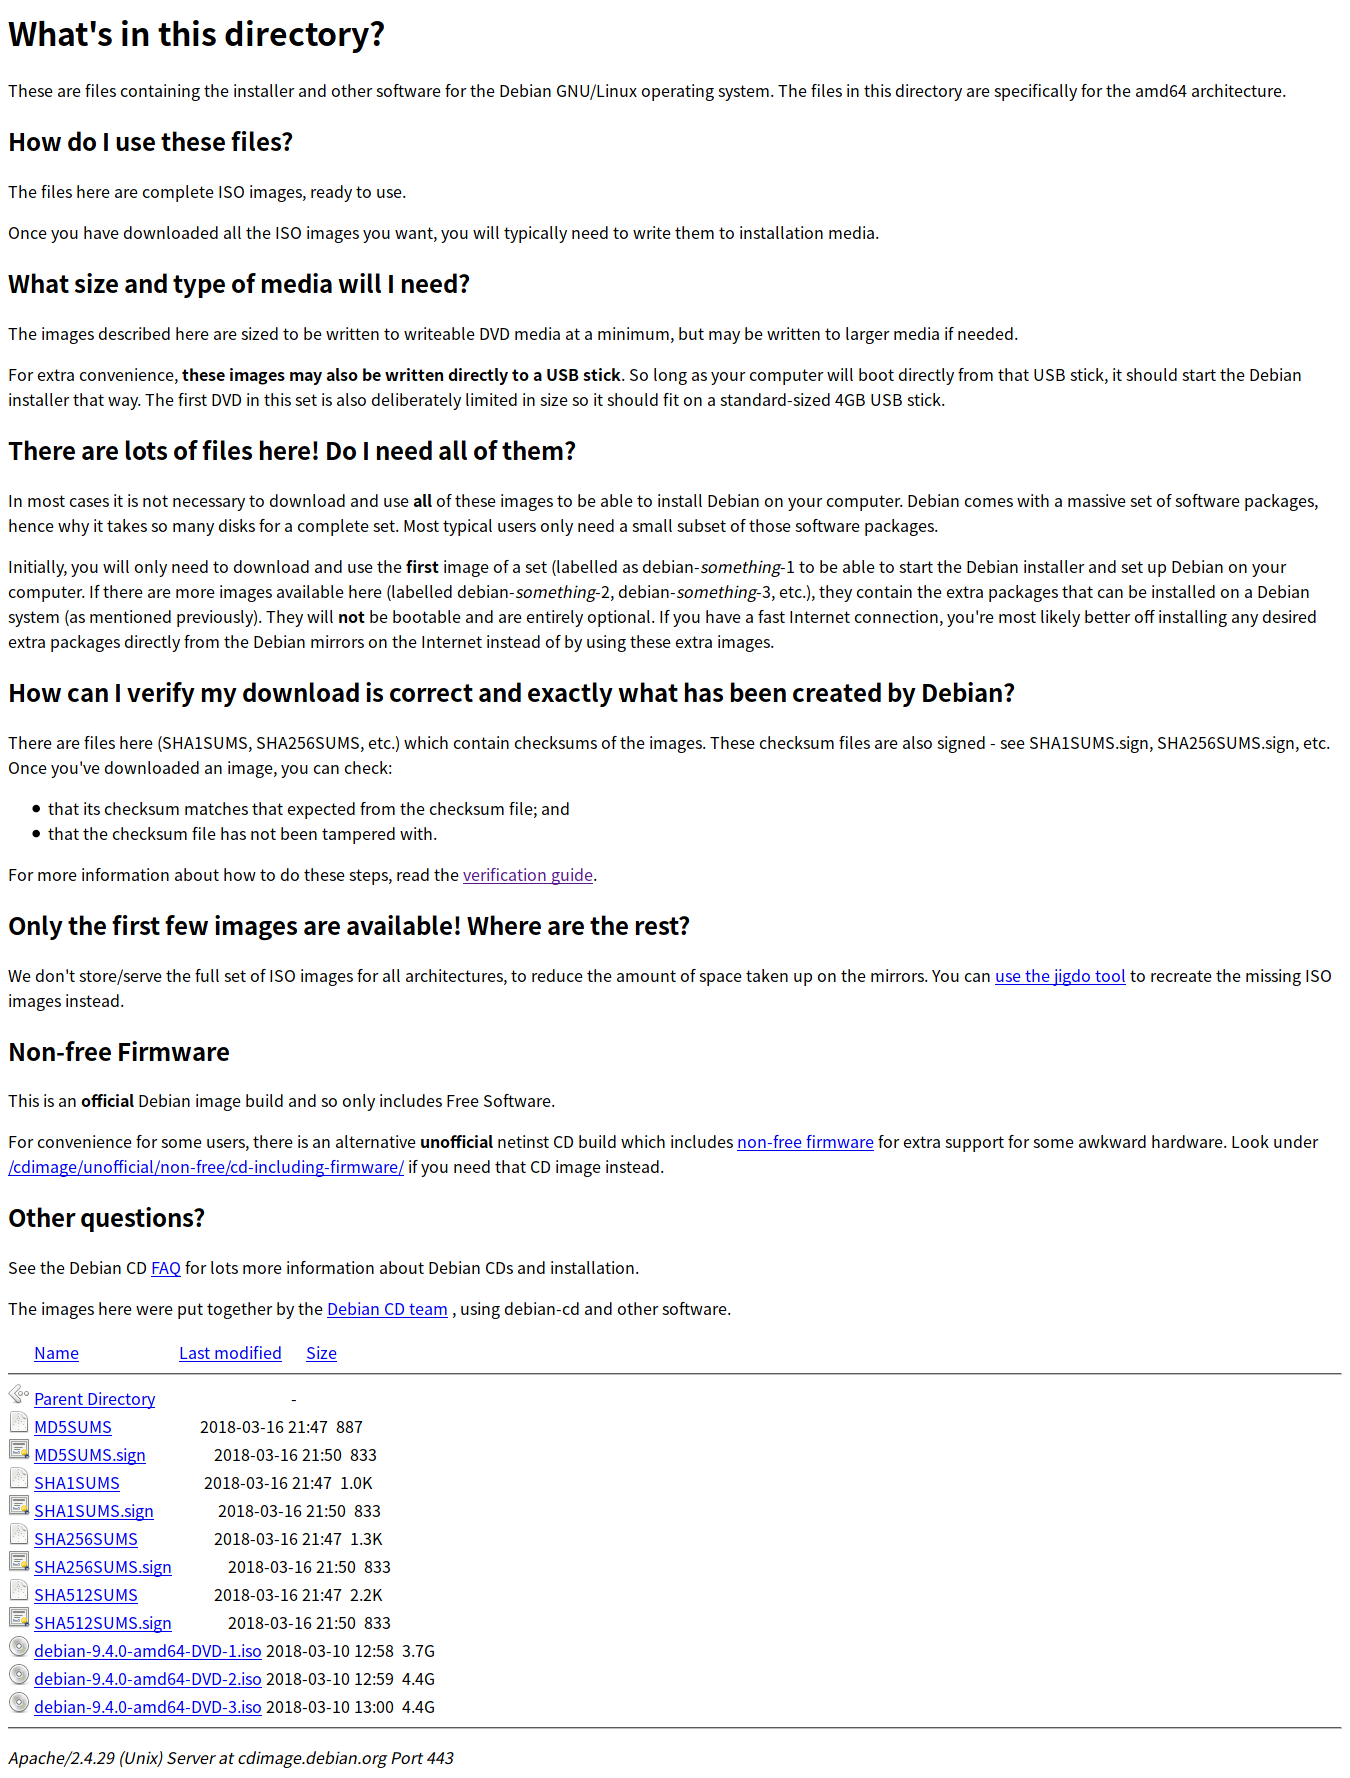 What's in this directory?
These are files containing the installer and other software for the Debian GNU/Linux operating system. The files in this directory are specifically for the amd64 architecture.
How do I use these files?
The files here are complete ISO images, ready to use.
Once you have downloaded all the ISO images you want, you will typically need to write them to installation media.
What size and type of media will I need?
The images described here are sized to be written to writeable DVD media at a minimum, but may be written to larger media if needed.
For extra convenience, these images may also be written directly to a USB stick. So long as your computer will boot directly from that USB stick, it should start the Debian
installer that way. The first DVD in this set is also deliberately limited in size so it should fit on a standard-sized 4GB USB stick.
There are lots of files here! Do I need all of them?
In most cases it is not necessary to download and use all of these images to be able to install Debian on your computer. Debian comes with a massive set of software packages,
hence why it takes so many disks for a complete set. Most typical users only need a small subset of those software packages.
Initially, you will only need to download and use the first image of a set (labelled as debian-something-1 to be able to start the Debian installer and set up Debian on your
computer. If there are more images available here (labelled debian-something-2, debian-something-3, etc.), they contain the extra packages that can be installed on a Debian
system (as mentioned previously). They will not be bootable and are entirely optional. If you have a fast Internet connection, you're most likely better off installing any desired
extra packages directly from the Debian mirrors on the Internet instead of by using these extra images.
How can I verify my download is correct and exactly what has been created by Debian?
There are files here (SHA1SUMS, SHA256SUMS, etc.) which contain checksums of the images. These checksum files are also signed - see SHA1SUMS.sign, SHA256SUMS.sign, etc.
Once you've downloaded an image, you can check:
• that its checksum matches that expected from the checksum file; and
• that the checksum file has not been tampered with.
For more information about how to do these steps, read the verification guide.
Only the first few images are available! Where are the rest?
We don't store/serve the full set of ISO images for all architectures, to reduce the amount of space taken up on the mirrors. You can use the jigdo tool to recreate the missing ISO
images instead.
Non-free Firmware
This is an official Debian image build and so only includes Free Software.
For convenience for some users, there is an alternative unofficial netinst CD build which includes non-free firmware for extra support for some awkward hardware. Look under
/cdimage/unofficial/non-free/cd-including-firmware/ if you need that CD image instead.
Other questions?
See the Debian CD FAQ for lots more information about Debian CDs and installation.
The images here were put together by the Debian CD team , using debian-cd and other software.
Name Last modified Size
Parent Directory -
MD5SUMS 2018-03-16 21:47 887
MD5SUMS.sign 2018-03-16 21:50 833
SHA1SUMS 2018-03-16 21:47 1.0K
SHA1SUMS.sign 2018-03-16 21:50 833
SHA256SUMS 2018-03-16 21:47 1.3K
SHA256SUMS.sign 2018-03-16 21:50 833
SHA512SUMS 2018-03-16 21:47 2.2K
SHA512SUMS.sign 2018-03-16 21:50 833
debian-9.4.0-amd64-DVD-1.iso 2018-03-10 12:58 3.7G
debian-9.4.0-amd64-DVD-2.iso 2018-03-10 12:59 4.4G
debian-9.4.0-amd64-DVD-3.iso 2018-03-10 13:00 4.4G
Apache/2.4.29 (Unix) Server at cdimage.debian.org Port 443